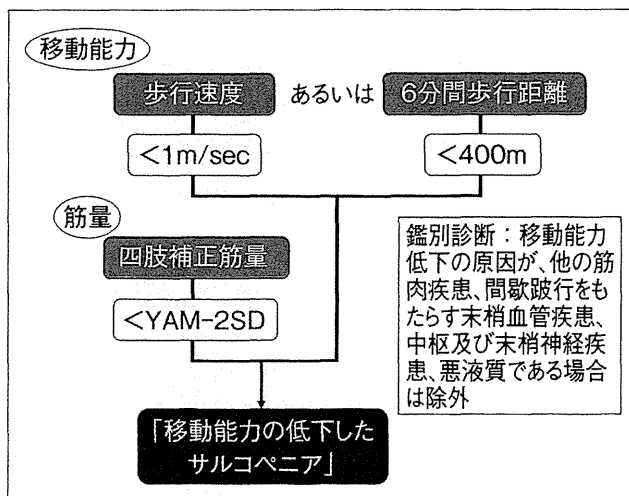 移動能力
歩行速度 あるいは 6分間歩行距離
<1m/sec <400m
筋量
四肢補正筋量
<YAM-2SD
鑑別診断：移動能力
低下の原因が、他の筋
肉疾患、間歇跛行をも
たらす末梢血管疾患、
中枢及び末梢神経疾
患、悪液質である場合
は除外
「移動能力の低下した
サルコペニア」